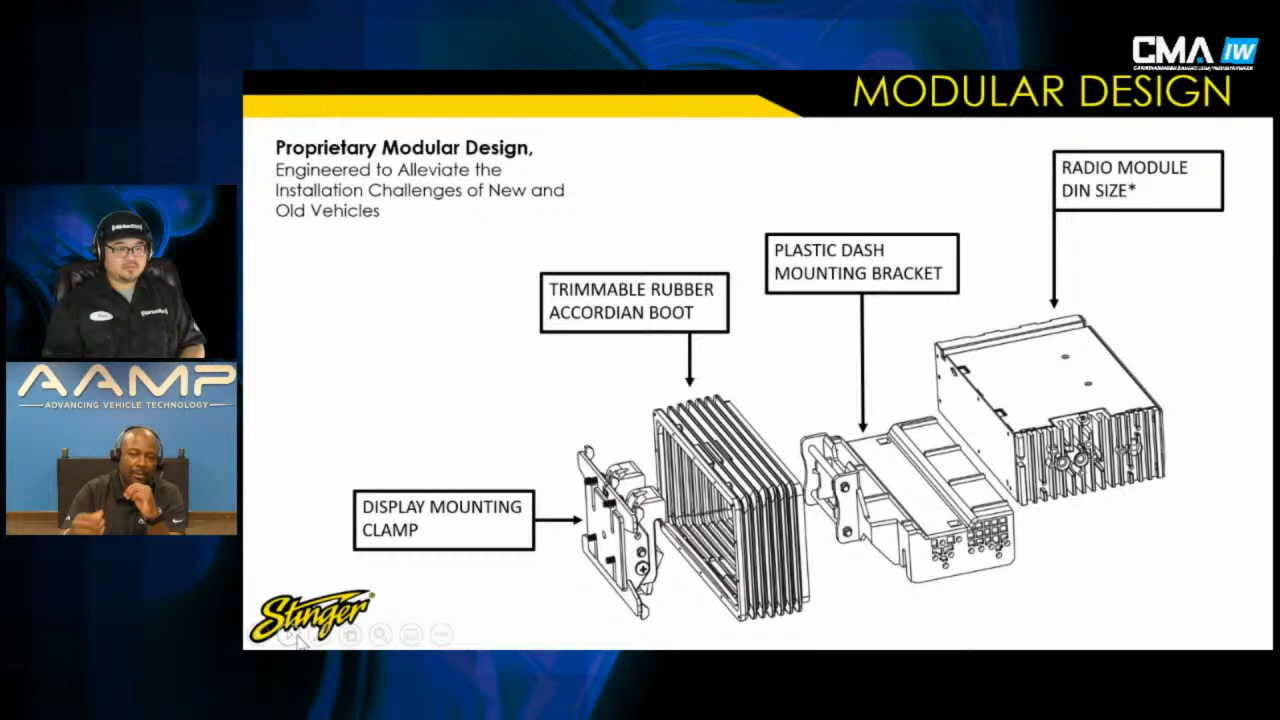 CMA IW
MODULAR DESIGN
Proprietary Modular Design,
Engineered to Alleviate the
Installation Challenges of New and
Old Vehicles
RADIO MODULE
DIN SIZE*
PLASTIC DASH
MOUNTING BRACKET
TRIMMABLE RUBBER
ACCORDIAN BOOT
DISPLAY MOUNTING
CLAMP
AAMP
ADVANCING VEHICLE TECHNOLOGY
Stinger